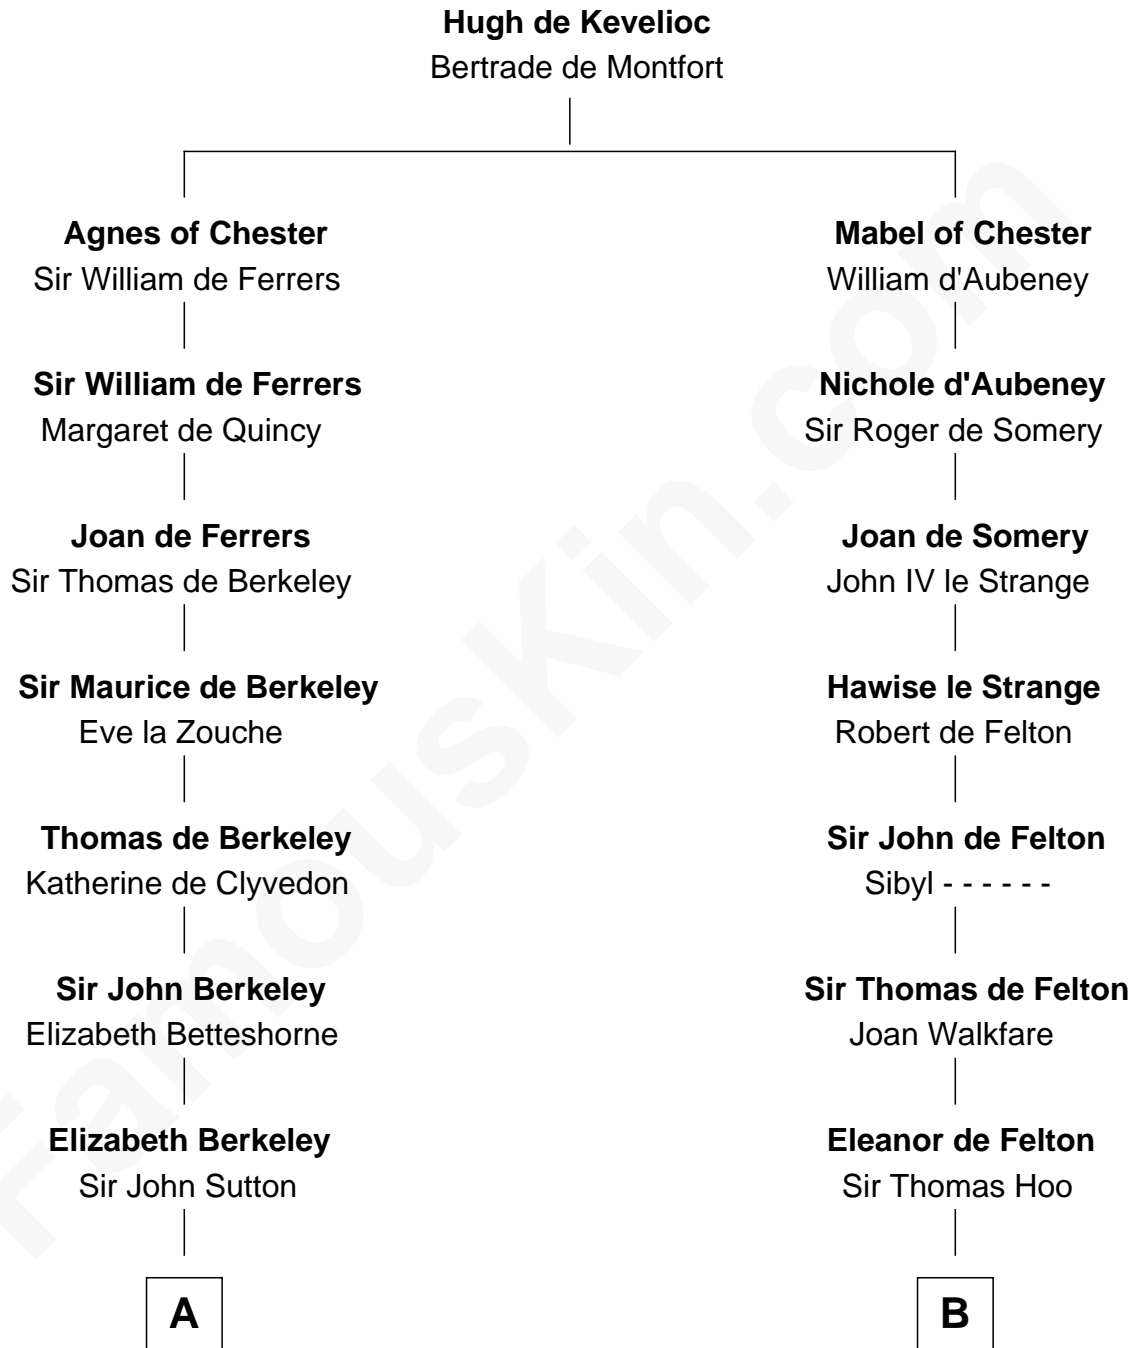 Hugh de Kevelioc
Bertrade de Montfort
Agnes of Chester
Sir William de Ferrers
Mabel of Chester
William d'Aubeney
Sir William de Ferrers
Margaret de Quincy
Nichole d'Aubeney
Sir Roger de Somery
Joan de Ferrers
Sir Thomas de Berkeley
Joan de Somery
John IV le Strange
Sir Maurice de Berkeley
Eve la Zouche
Hawise le Strange
Robert de Felton
Thomas de Berkeley
Katherine de Clyvedon
Sir John de Felton
Sibyl - - - - - -
Sir John Berkeley
Elizabeth Betteshorne
Sir Thomas de Felton
Joan Walkfare
Elizabeth Berkeley
Sir John Sutton
Eleanor de Felton
Sir Thomas Hoo
A
B
FamousKin.com